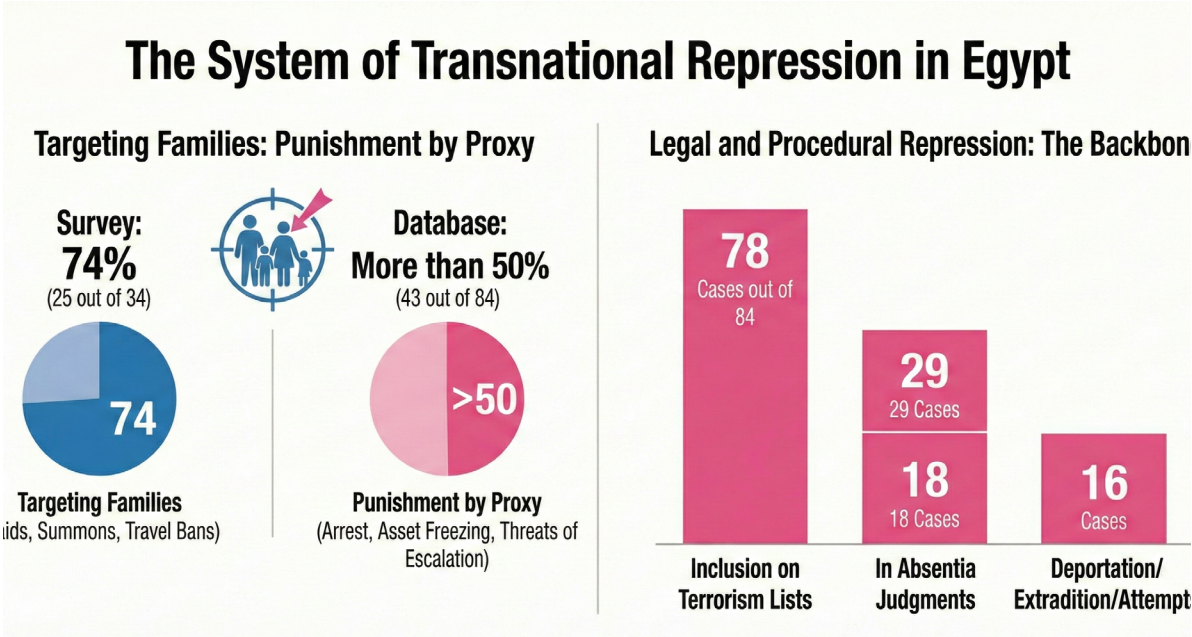 The System of Transnational Repression in Egypt
Targeting Families: Punishment by Proxy
Survey:
74%
(25 out of 34)
Database:
More than 50%
(43 out of 84)
74
>50
Targeting Families
Summons, Travel Bans)
Punishment by Proxy
(Arrest, Asset Freezing, Threats of
Escalation)
Legal and Procedural Repression: The
78
Cases out of
84
29
29 Cases
18
18 Cases
16
Cases
Inclusion on
Terrorism Lists
In Absentia
Judgments
Deportation/
Extradition/